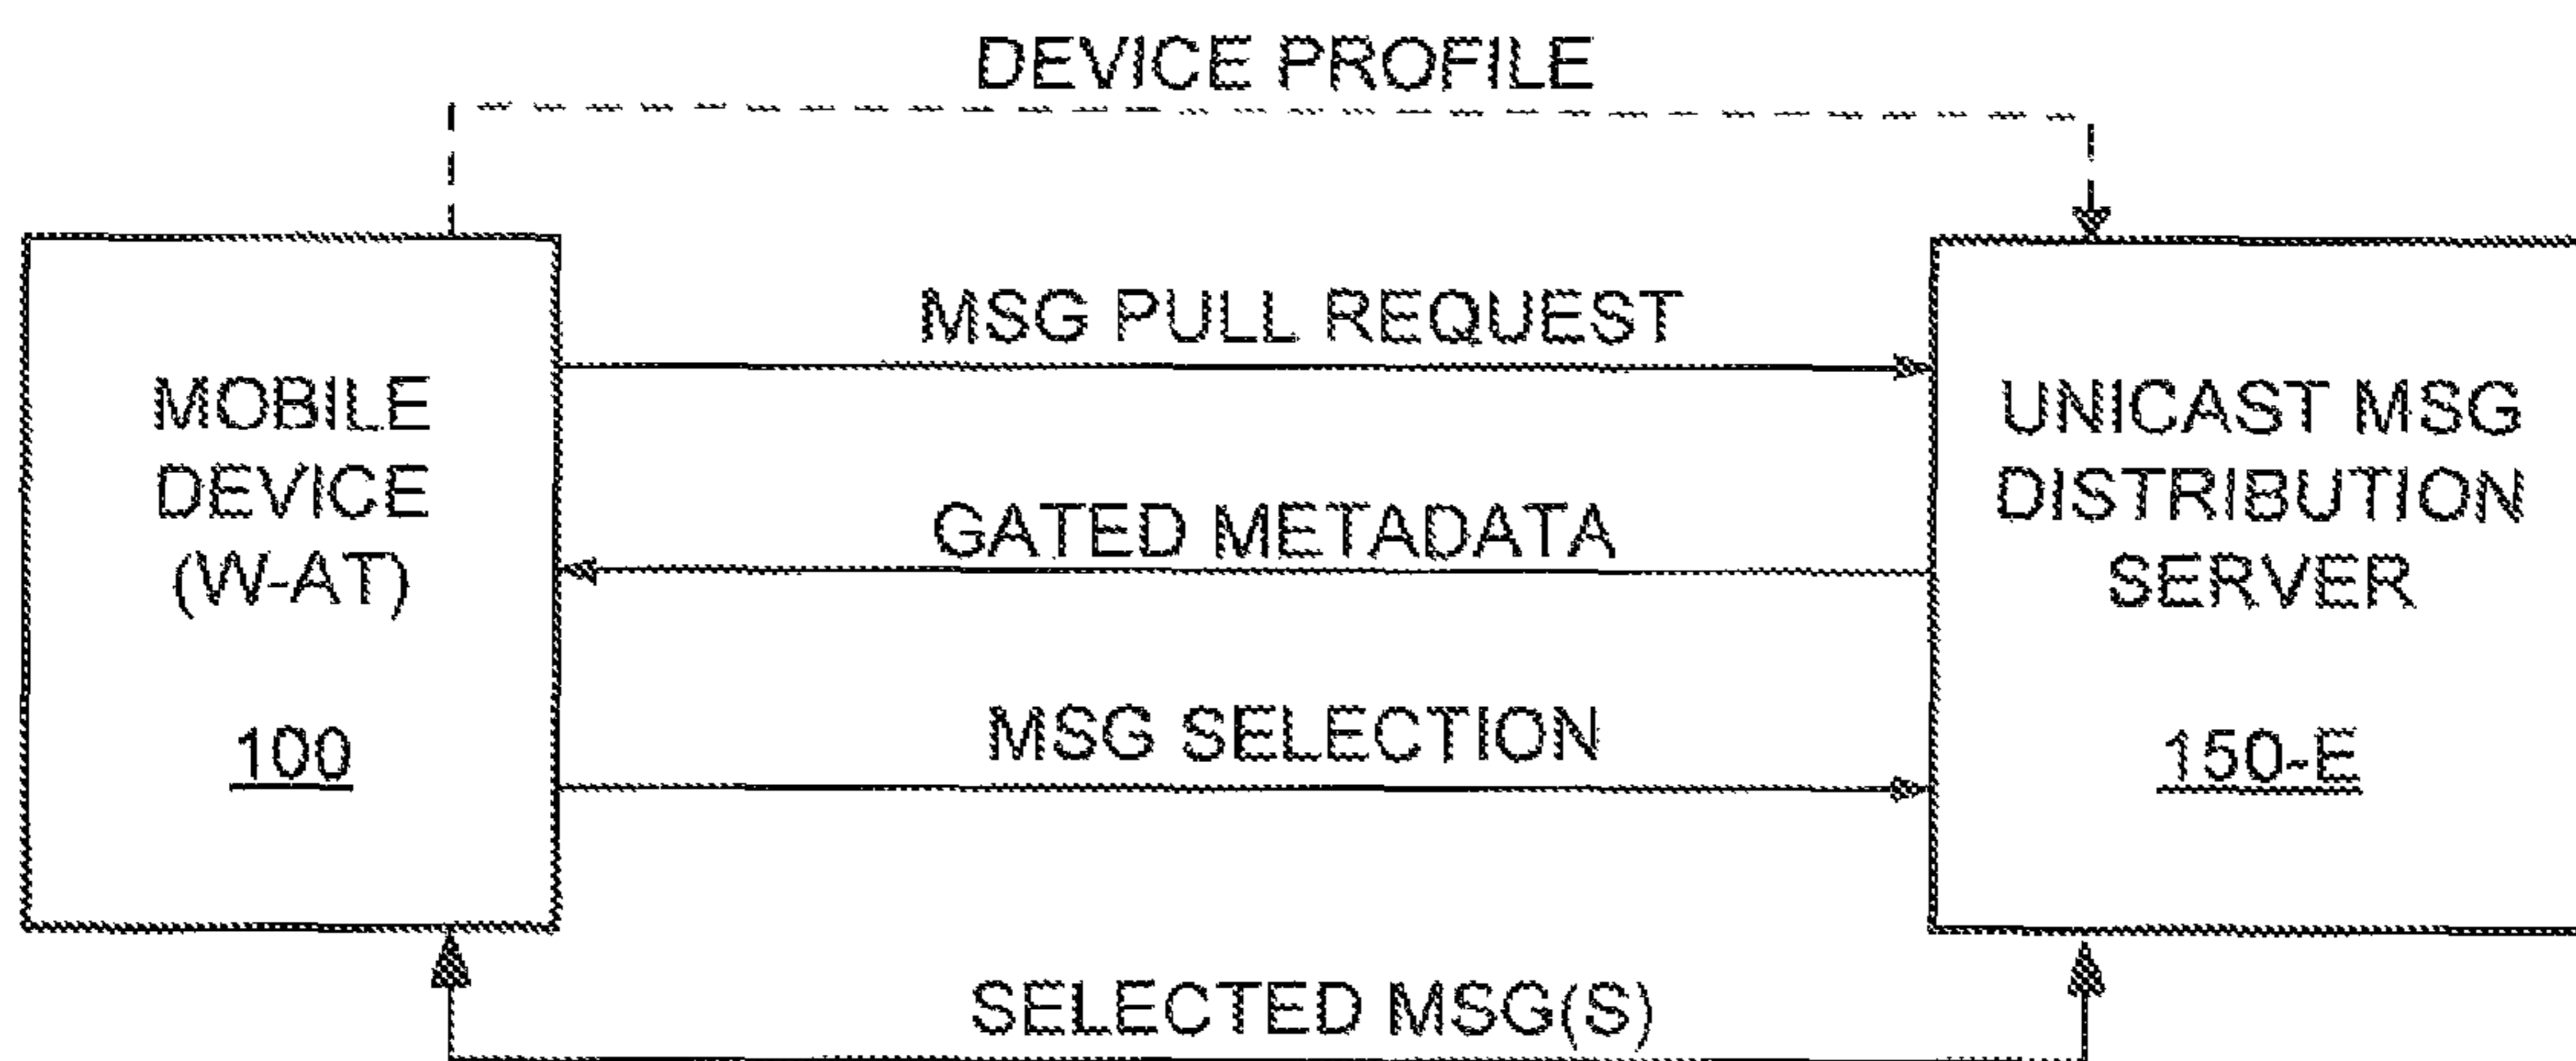 DEVICE PROFILE
MSG PULL REQUEST
MOBILE
DEVICE
(W-AT)
100
GATED METADATA
MSG SELECTION
UNICAST MSG
DISTRIBUTION
SERVER
150-E
SELECTED MSG(S)